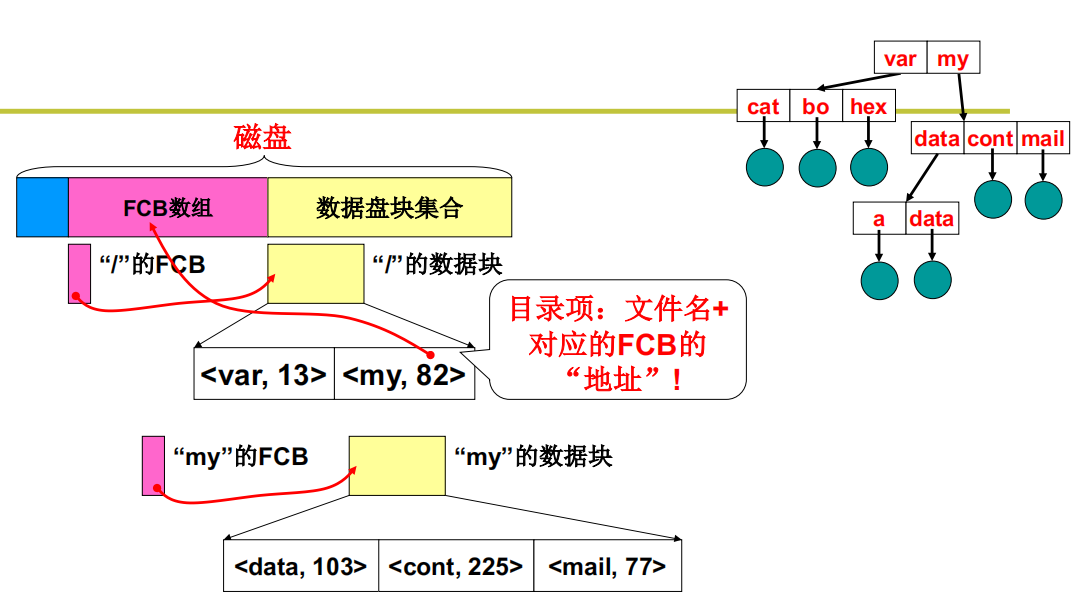 var my
cat bo hex
data cont mail
a data
磁盘
FCB数组 数据盘块集合
“/”的FCB “/”的数据块
目录项：文件名+
对应的FCB的
“地址”！
<var, 13> <my, 82>
“my”的FCB “my”的数据块
<data, 103> <cont, 225> <mail, 77>